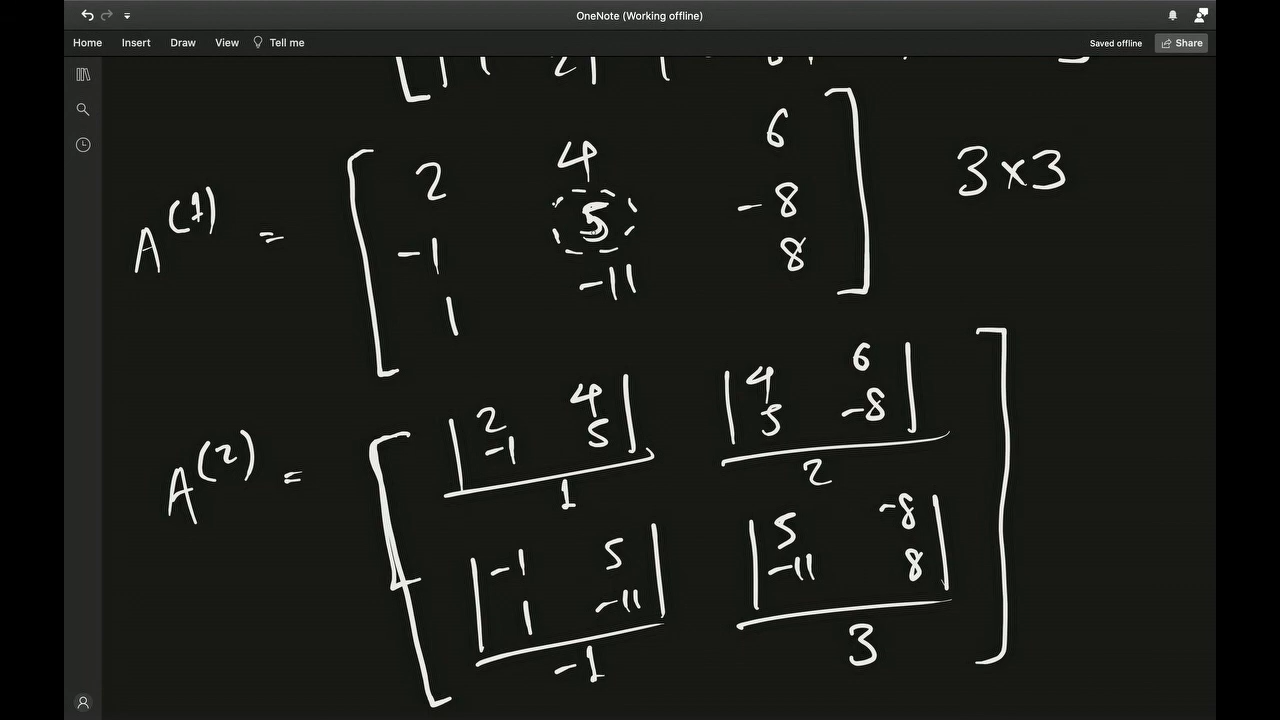 OneNote (Working offline)
Home Insert Draw View Tell me
Saved offline Share
A^(1) = [ 2 4 6
-1 5 -8
1 -11 8 ] 3×3
A^(2) = [ |2 4| |4 6|
|-1 5| |5 -8|
1 2
|-1 5| |5 -8|
|1 -11| |-11 8|
-1 3 ]